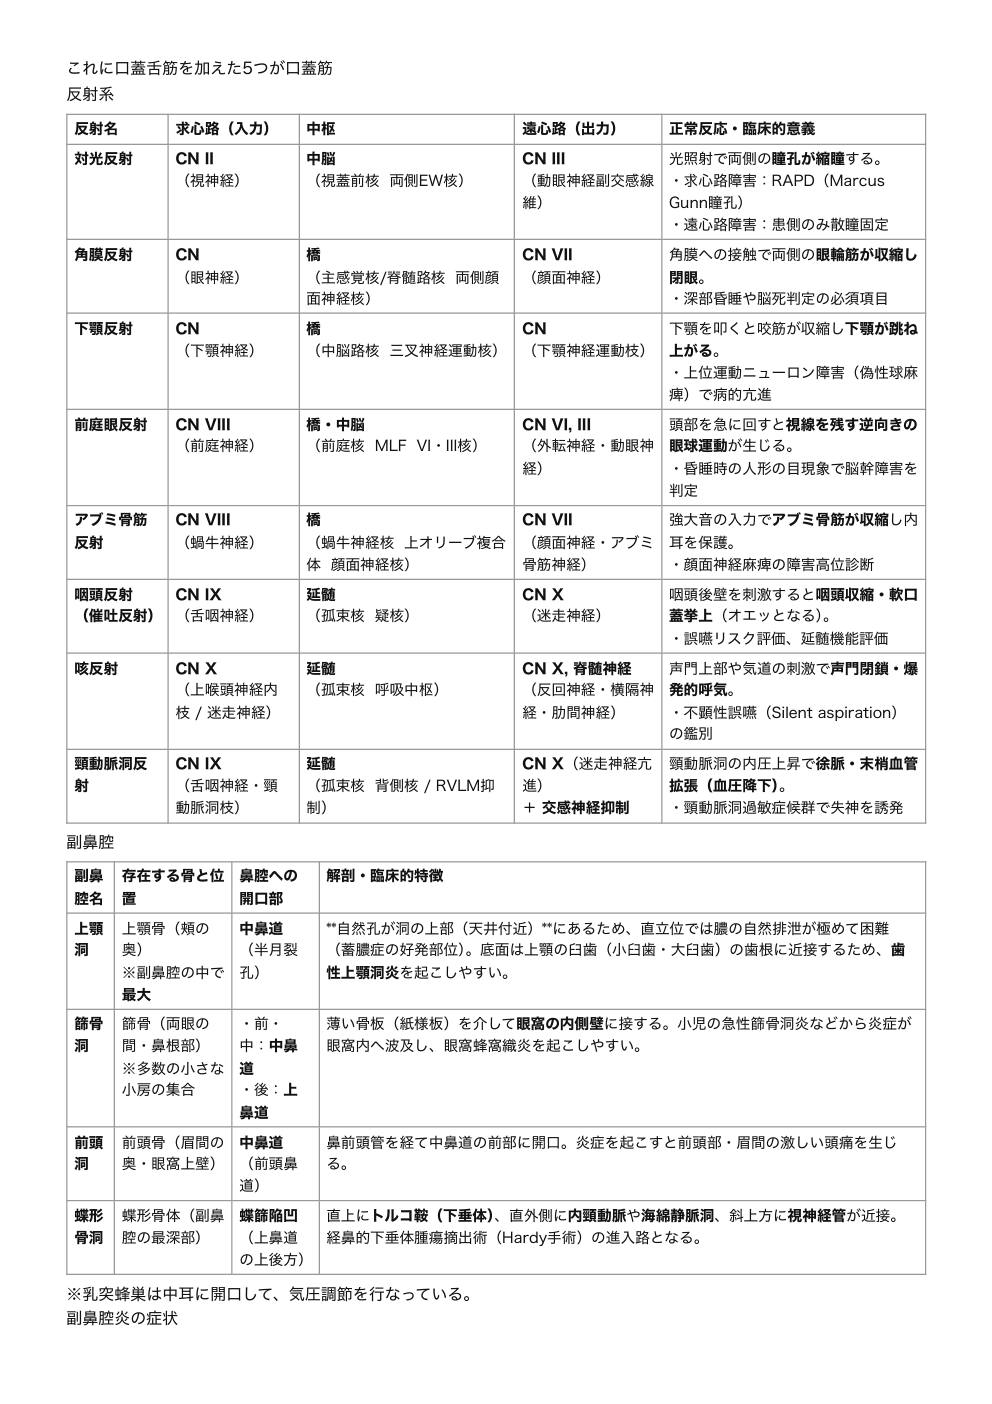 これに口蓋舌筋を加えた5つが口蓋筋
反射系
反射名 求心路（入力） 中枢 遠心路（出力） 正常反応・臨床的意義
対光反射
CN II
（視神経）
中脳
（視蓋前核 両側EW核）
CN III
（動眼神経副交感線
維）
光照射で両側の瞳孔が縮瞳する。
・求心路障害：RAPD（Marcus
Gunn瞳孔）
・遠心路障害：患側のみ散瞳固定
角膜反射
CN
（眼神経）
橋
（主感覚核/脊髄路核 両側顔
面神経核）
CN VII
（顔面神経）
角膜への接触で両側の眼輪筋が収縮し
閉眼。
・深部昏睡や脳死判定の必須項目
下顎反射
CN
（下顎神経）
橋
（中脳路核 三叉神経運動核）
CN
（下顎神経運動枝）
下顎を叩くと咬筋が収縮し下顎が跳ね
上がる。
・上位運動ニューロン障害（偽性球麻
痺）で病的亢進
前庭眼反射
CN VIII
（前庭神経）
橋・中脳
（前庭核 MLF VI・III核）
CN VI, III
（外転神経・動眼神
経）
頭部を急に回すと視線を残す逆向きの
眼球運動が生じる。
・昏睡時の人形の目現象で脳幹障害を
判定
アブミ骨筋
反射
CN VIII
（蝸牛神経）
橋
（蝸牛神経核 上オリーブ複合
体 顔面神経核）
CN VII
（顔面神経・アブミ
骨筋神経）
強大音の入力でアブミ骨筋が収縮し内
耳を保護。
・顔面神経麻痺の障害高位診断
咽頭反射
（催吐反射）
CN IX
（舌咽神経）
延髄
（孤束核 疑核）
CN X
（迷走神経）
咽頭後壁を刺激すると咽頭収縮・軟口
蓋挙上（オエッとなる）。
・誤嚥リスク評価、延髄機能評価
咳反射
CN X
（上喉頭神経内
枝 / 迷走神経）
延髄
（孤束核 呼吸中枢）
CN X, 脊髄神経
（反回神経・横隔神
経・肋間神経）
声門上部や気道の刺激で声門閉鎖・爆
発的呼気。
・不顕性誤嚥（Silent aspiration）
の鑑別
頸動脈洞反
射
CN IX
（舌咽神経・頸
動脈洞枝）
延髄
（孤束核 背側核 / RVLM抑
制）
CN X（迷走神経亢
進）
＋ 交感神経抑制
頸動脈洞の内圧上昇で徐脈・末梢血管
拡張（血圧降下）。
・頸動脈洞過敏症候群で失神を誘発
副鼻腔
副鼻
腔名
存在する骨と位
置
鼻腔への
開口部
解剖・臨床的特徴
上顎
洞
上顎骨（頬の
奥）
※副鼻腔の中で
最大
中鼻道
（半月裂
孔）
**自然孔が洞の上部（天井付近）**にあるため、直立位では膿の自然排泄が極めて困難
（蓄膿症の好発部位）。底面は上顎の臼歯（小臼歯・大臼歯）の歯根に近接するため、歯
性上顎洞炎を起こしやすい。
篩骨
洞
篩骨（両眼の
間・鼻根部）
※多数の小さな
小房の集合
・前・
中：中鼻
道
・後：上
鼻道
薄い骨板（紙様板）を介して眼窩の内側壁に接する。小児の急性篩骨洞炎などから炎症が
眼窩内へ波及し、眼窩蜂窩織炎を起こしやすい。
前頭
洞
前頭骨（眉間の
奥・眼窩上壁）
中鼻道
（前頭鼻
道）
鼻前頭管を経て中鼻道の前部に開口。炎症を起こすと前頭部・眉間の激しい頭痛を生じ
る。
蝶形
骨洞
蝶形骨体（副鼻
腔の最深部）
蝶篩陥凹
（上鼻道
の上後方）
直上にトルコ鞍（下垂体）、直外側に内頸動脈や海綿静脈洞、斜上方に視神経管が近接。
経鼻的下垂体腫瘍摘出術（Hardy手術）の進入路となる。
※乳突蜂巣は中耳に開口して、気圧調節を行なっている。
副鼻腔炎の症状